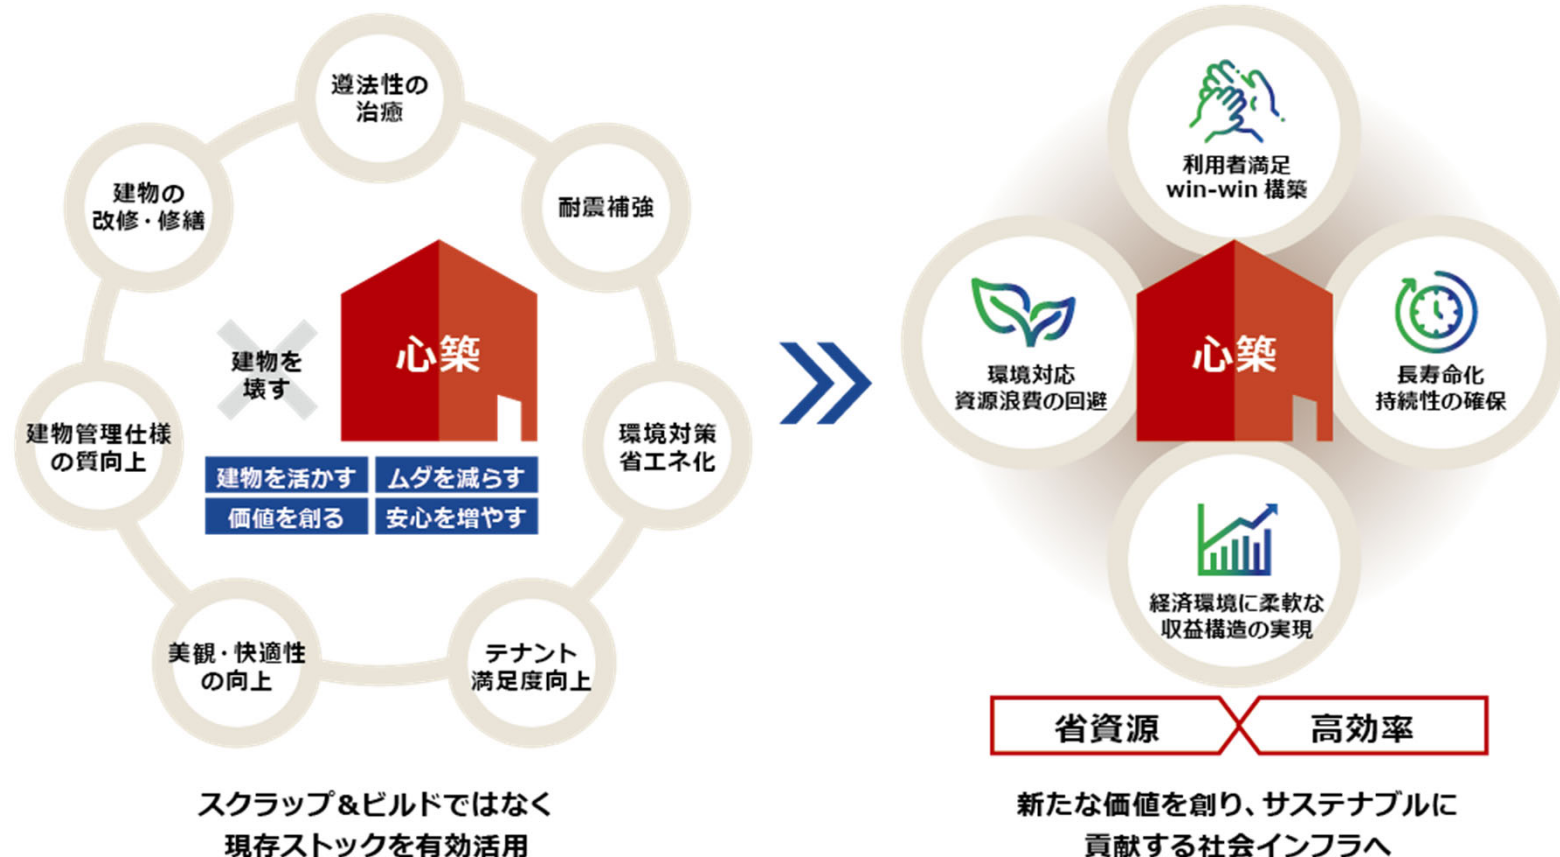 遵法性の
治癒
建物の
改修・修繕
耐震補強
建物を
壊す
心築
建物管理仕様
の質向上
環境対策
省エネ化
建物を活かす
ムダを減らす
価値を創る
安心を増やす
美観・快適性
の向上
テナント
満足度向上
スクラップ&ビルドではなく
現存ストックを有効活用
利用者満足
win-win 構築
環境対応
資源浪費の回避
心築
長寿命化
持続性の確保
経済環境に柔軟な
収益構造の実現
省資源
高効率
新たな価値を創り、サステナブルに
貢献する社会インフラへ